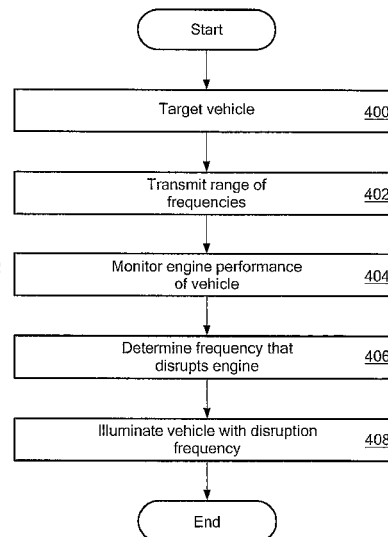 Start
Target vehicle 400
Transmit range of
frequencies 402
Monitor engine performance
of vehicle 404
Determine frequency that
disrupts engine 406
Illuminate vehicle with disruption
frequency 408
End